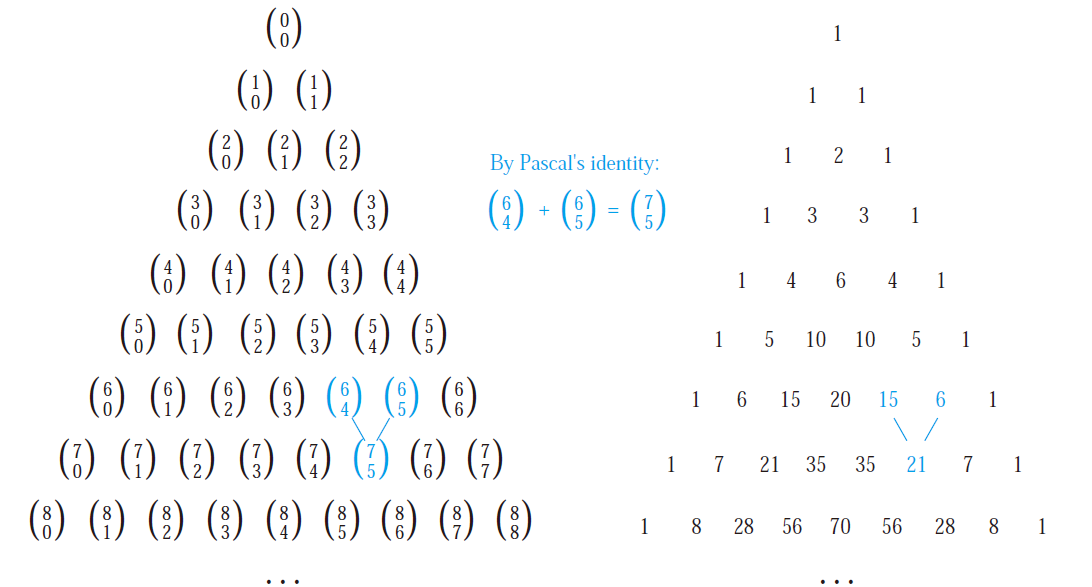 (0 0) 1
(1 0) (1 1) 1 1
(2 0) (2 1) (2 2) 1 2 1
By Pascal's identity:
(3 0) (3 1) (3 2) (3 3) (6 4) + (6 5) = (7 5) 1 3 3 1
(4 0) (4 1) (4 2) (4 3) (4 4) 1 4 6 4 1
(5 0) (5 1) (5 2) (5 3) (5 4) (5 5) 1 5 10 10 5 1
(6 0) (6 1) (6 2) (6 3) (6 4) (6 5) (6 6) 1 6 15 20 15 6 1
(7 0) (7 1) (7 2) (7 3) (7 4) (7 5) (7 6) (7 7) 1 7 21 35 35 21 7 1
(8 0) (8 1) (8 2) (8 3) (8 4) (8 5) (8 6) (8 7) (8 8) 1 8 28 56 70 56 28 8 1
... ...